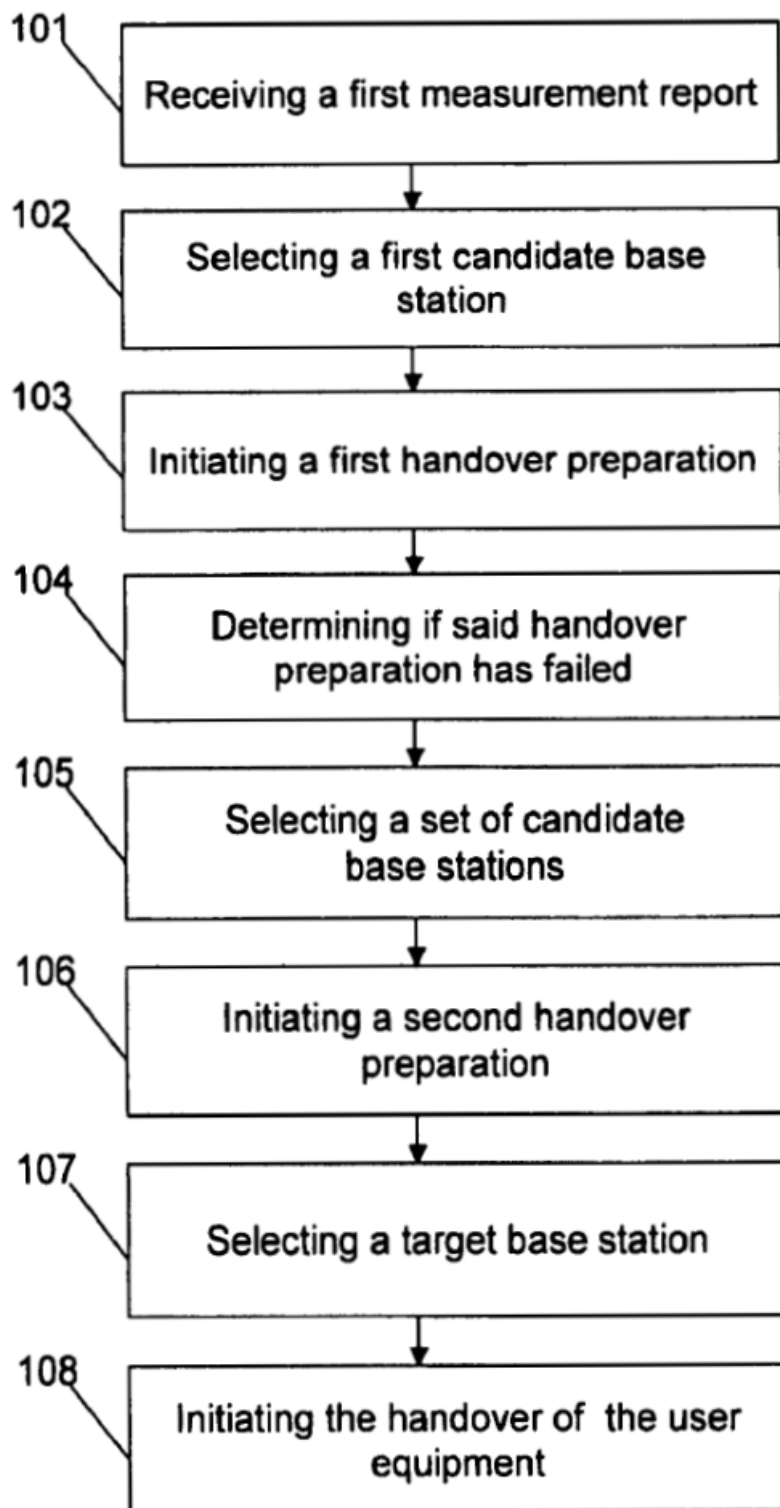 101
Receiving a first measurement report
102
Selecting a first candidate base
station
103
Initiating a first handover preparation
104
Determining if said handover
preparation has failed
105
Selecting a set of candidate
base stations
106
Initiating a second handover
preparation
107
Selecting a target base station
108
Initiating the handover of the user
equipment